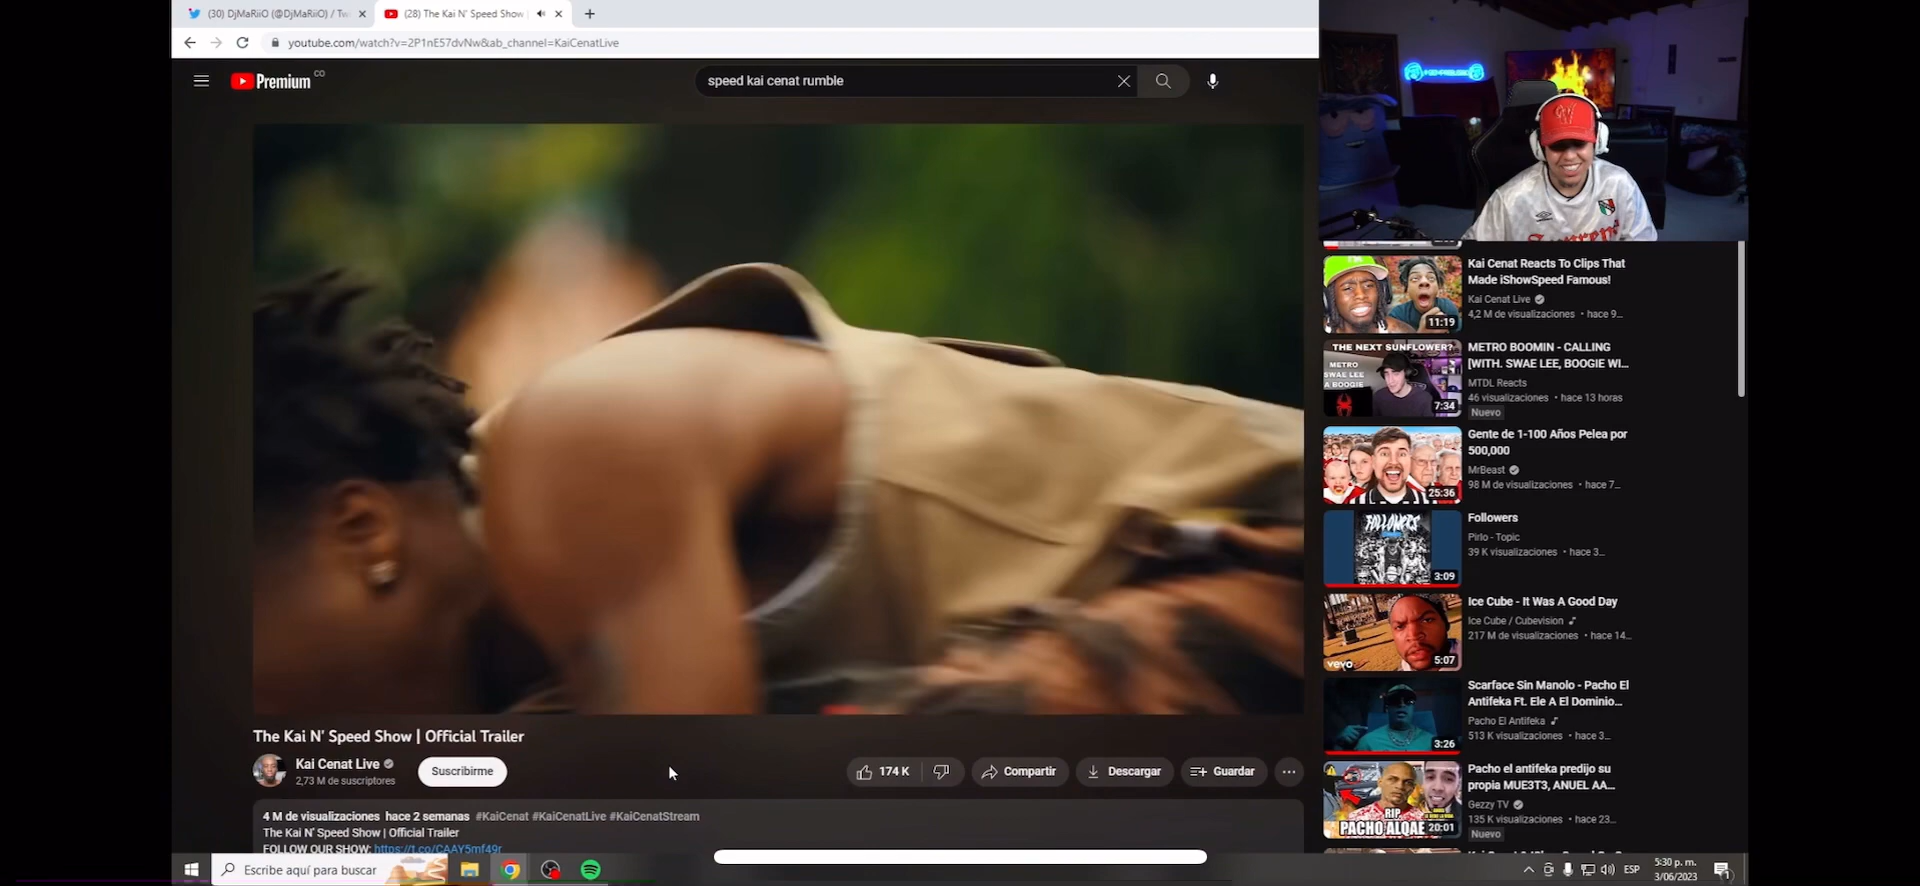 (30) DjMaRiiO (@DjMaRiiO) / Tw
(28) The Kai N' Speed Show |
youtube.com/watch?v=2P1nE57dvNw&ab_channel=KaiCenatLive
Premium CO
speed kai cenat rumble
Kai Cenat Reacts To Clips That
Made iShowSpeed Famous!
Kai Cenat Live
4,2 M de visualizaciones • hace 9...
11:19
THE NEXT SUNFLOWER?
METRO
SWAE LEE
A BOOGIE
7:34
METRO BOOMIN - CALLING
[WITH. SWAE LEE, BOOGIE WI...
MTDL Reacts
46 visualizaciones • hace 13 horas
Nuevo
Gente de 1-100 Años Pelea por
500,000
MrBeast
98 M de visualizaciones • hace 7...
25:36
FOLLOWERS
3:09
Followers
Pirlo - Topic
39 K visualizaciones • hace 3...
Ice Cube - It Was A Good Day
Ice Cube / Cubevision
217 M de visualizaciones • hace 14...
vevo
5:07
Scarface Sin Manolo - Pacho El
Antifeka Ft. Ele A El Dominio...
Pacho El Antifeka
513 K visualizaciones • hace 3...
3:26
Pacho el antifeka predijo su
propia MUE3T3, ANUEL AA...
Gezzy TV
135 K visualizaciones • hace 23...
Nuevo
RIP
PACHO ALQAE
20:01
The Kai N' Speed Show | Official Trailer
Kai Cenat Live
2,73 M de suscriptores
Suscribirme
174 K
Compartir
Descargar
Guardar
4 M de visualizaciones hace 2 semanas #KaiCenat #KaiCenatLive #KaiCenatStream
The Kai N' Speed Show | Official Trailer
FOLLOW OUR SHOW: https://t.co/CAAY5mf49r
Escribe aquí para buscar
ESP
5:30 p. m.
3/06/2023